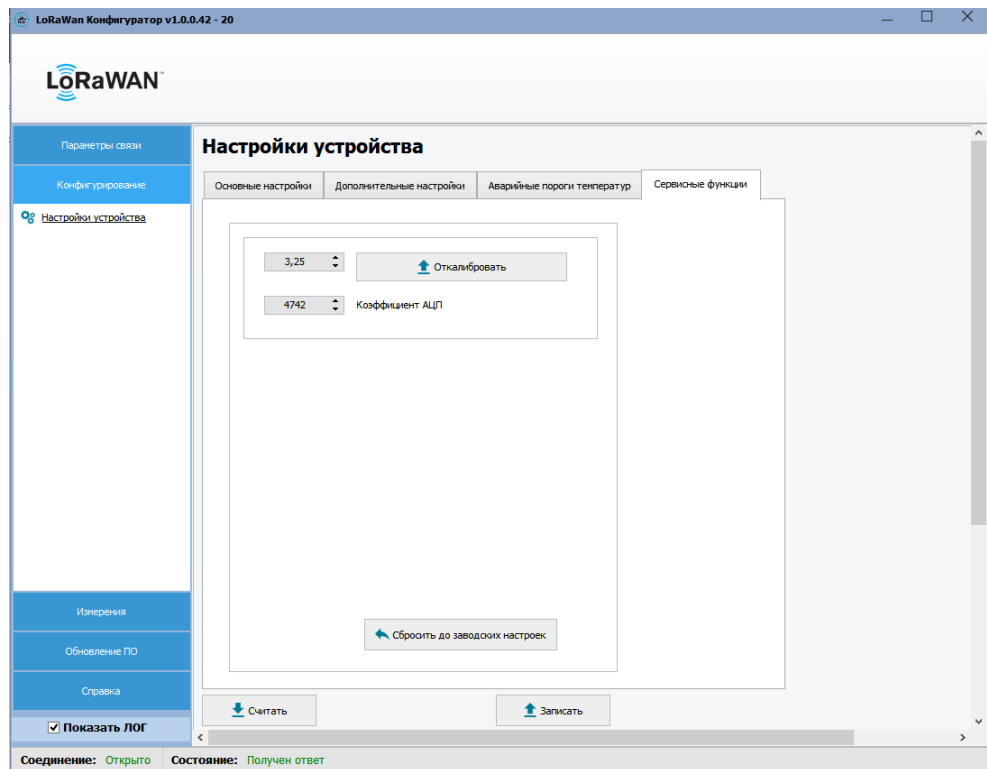 LoRaWan Конфигуратор v1.0.0.42 - 20
LoRaWAN™
Параметры связи
Конфигурирование
Настройки устройства
Измерения
Обновление ПО
Справка
Показать ЛОГ
Настройки устройства
Основные настройки
Дополнительные настройки
Аварийные пороги температур
Сервисные функции
3,25
Откалибровать
4742
Коэффициент АЦП
Сбросить до заводских настроек
Считать
Записать
Соединение: Открыто
Состояние: Получен ответ